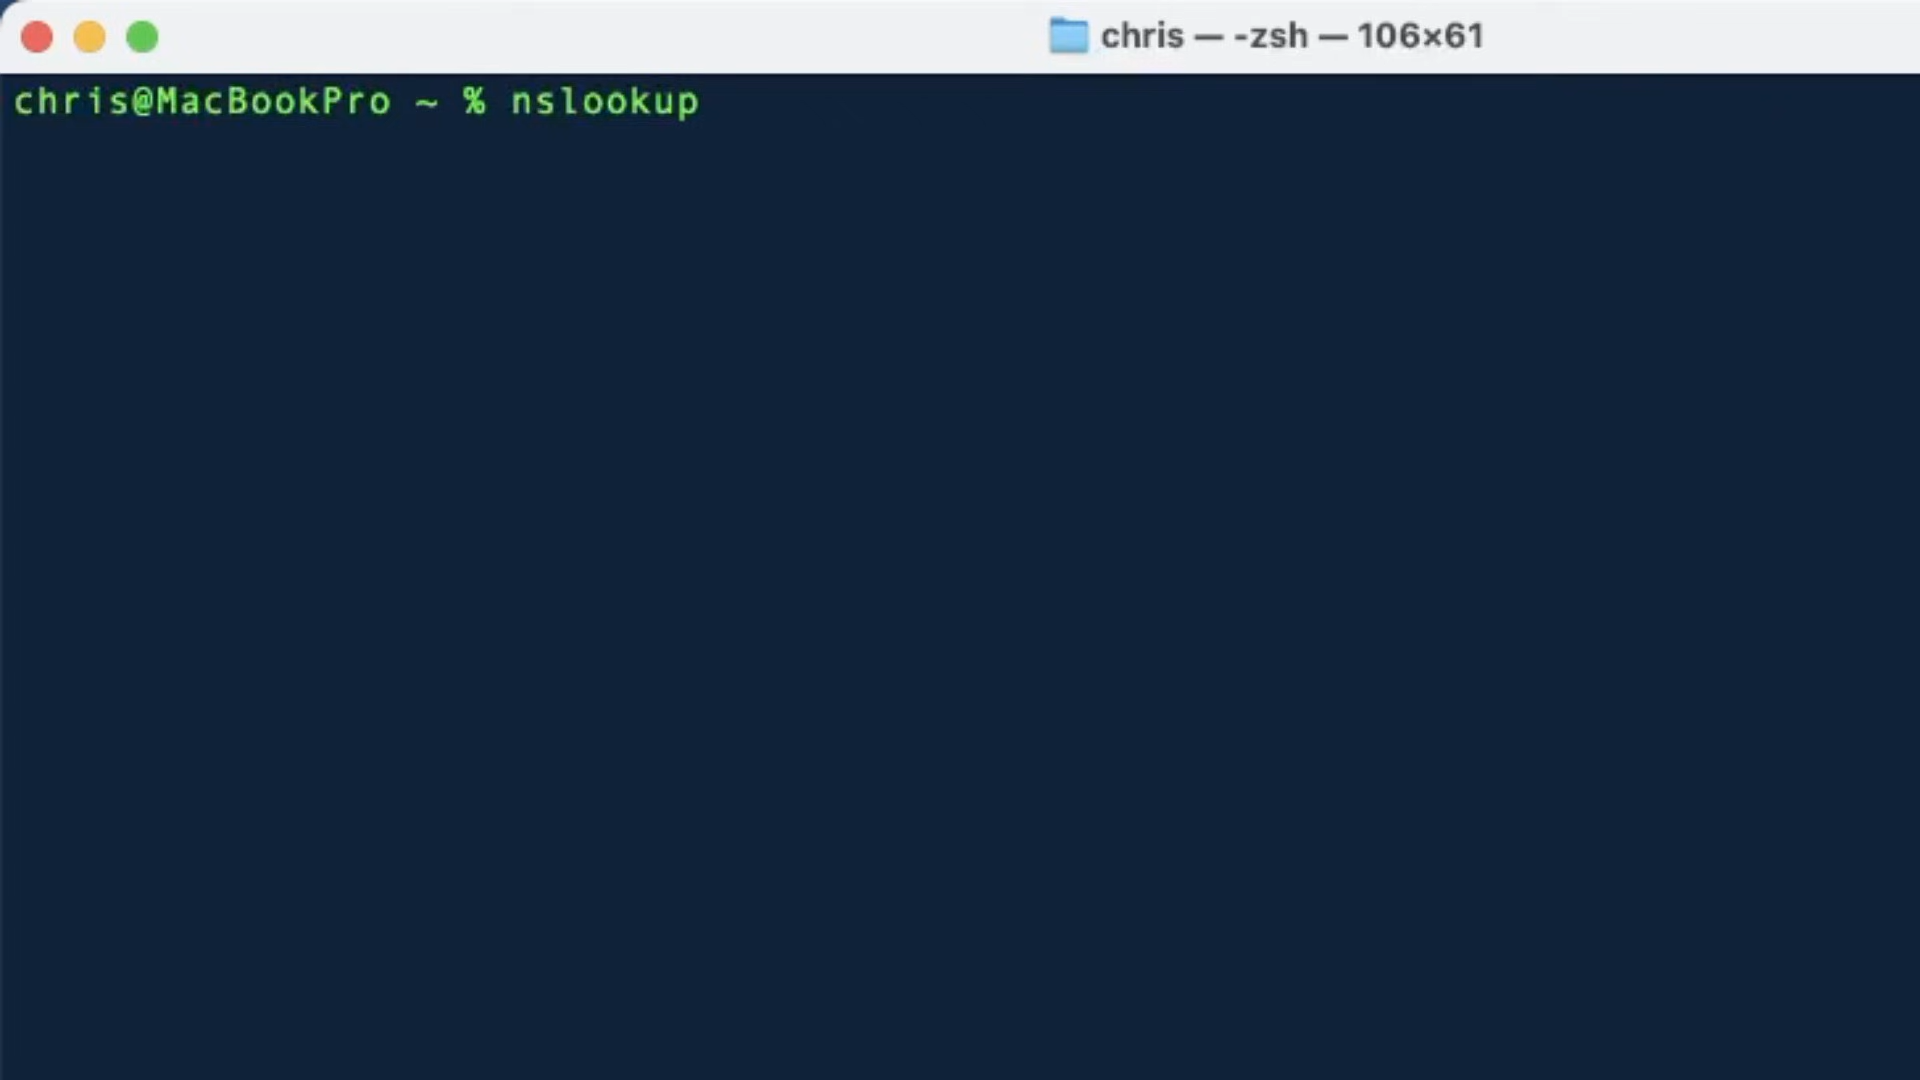 chris — -zsh — 106×61
chris@MacBookPro ~ % nslookup